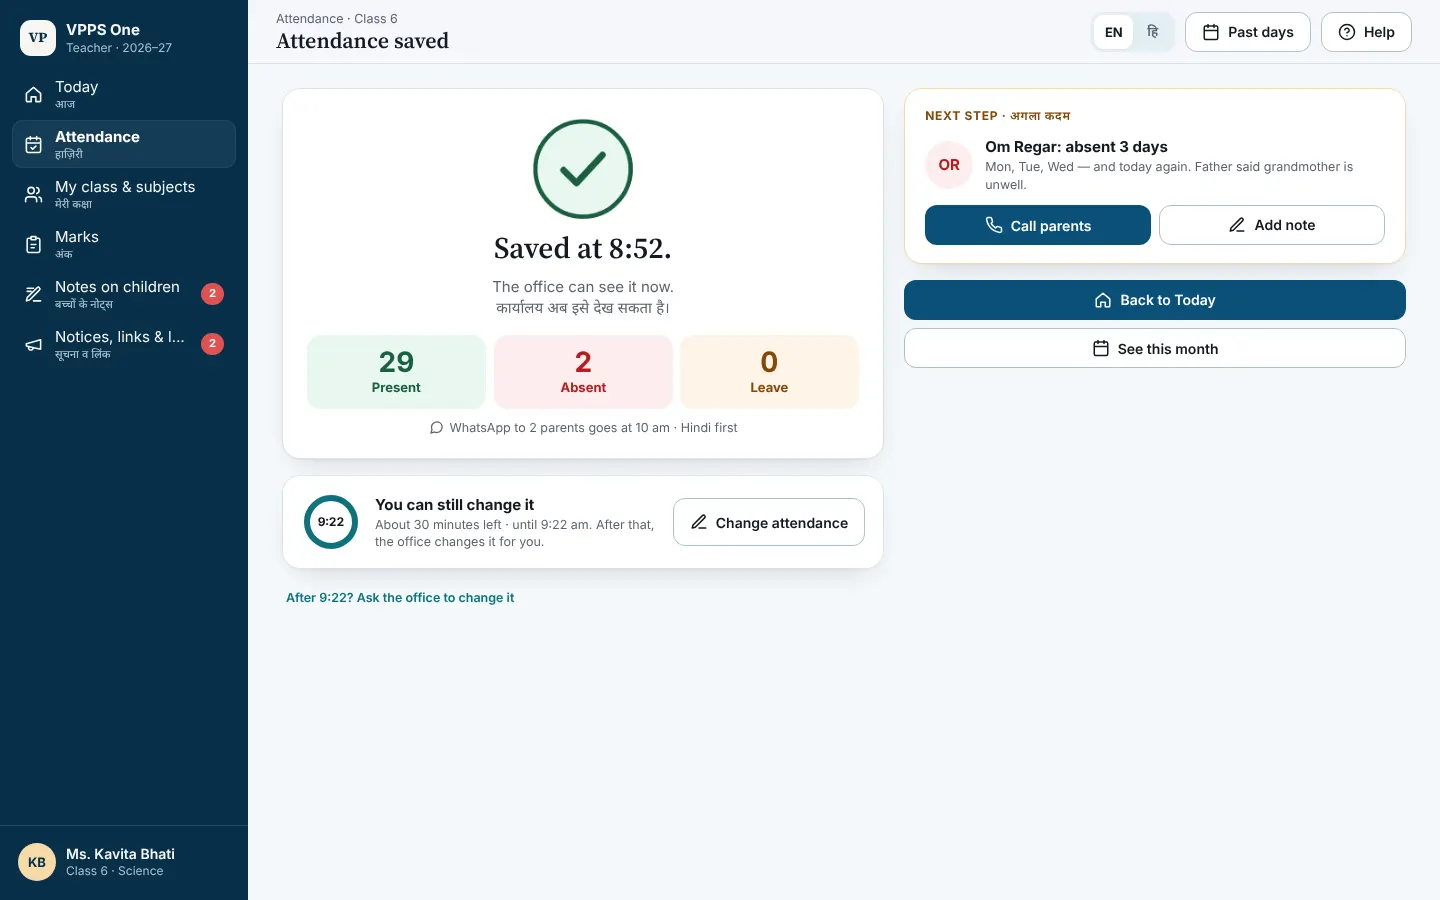 VP
VPPS One
Teacher · 2026–27
Today
आज
Attendance
हाज़िरी
My class & subjects
मेरी कक्षा
Marks
अंक
Notes on children
बच्चों के नोट्स
2
Notices, links & l...
सूचना व लिंक
2
KB
Ms. Kavita Bhati
Class 6 · Science
Attendance · Class 6
Attendance saved
EN
हि
Past days
Help
Saved at 8:52.
The office can see it now.
कार्यालय अब इसे देख सकता है।
29
Present
2
Absent
0
Leave
WhatsApp to 2 parents goes at 10 am · Hindi first
9:22
You can still change it
About 30 minutes left · until 9:22 am. After that,
the office changes it for you.
Change attendance
After 9:22? Ask the office to change it
NEXT STEP · अगला कदम
OR
Om Regar: absent 3 days
Mon, Tue, Wed — and today again. Father said grandmother is
unwell.
Call parents
Add note
Back to Today
See this month